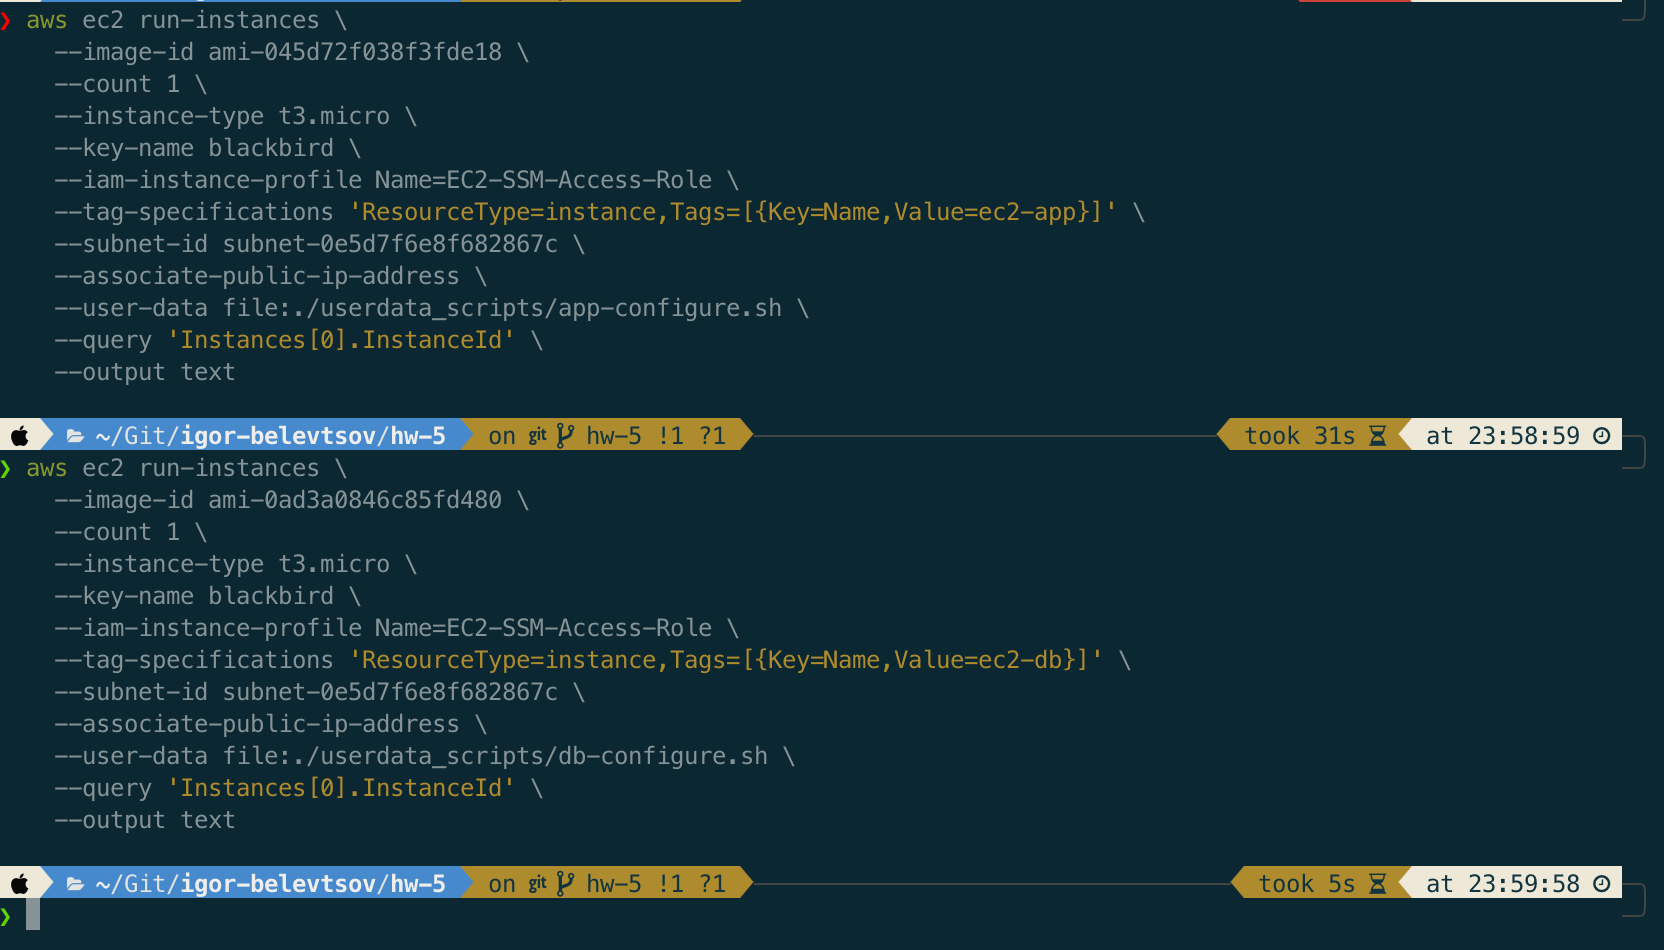 ❯ aws ec2 run-instances \
--image-id ami-045d72f038f3fde18 \
--count 1 \
--instance-type t3.micro \
--key-name blackbird \
--iam-instance-profile Name=EC2-SSM-Access-Role \
--tag-specifications 'ResourceType=instance,Tags=[{Key=Name,Value=ec2-app}]' \
--subnet-id subnet-0e5d7f6e8f682867c \
--associate-public-ip-address \
--user-data file:./userdata_scripts/app-configure.sh \
--query 'Instances[0].InstanceId' \
--output text
~/Git/igor-belevtsov/hw-5 on git hw-5 !1 ?1 took 31s at 23:58:59
❯ aws ec2 run-instances \
--image-id ami-0ad3a0846c85fd480 \
--count 1 \
--instance-type t3.micro \
--key-name blackbird \
--iam-instance-profile Name=EC2-SSM-Access-Role \
--tag-specifications 'ResourceType=instance,Tags=[{Key=Name,Value=ec2-db}]' \
--subnet-id subnet-0e5d7f6e8f682867c \
--associate-public-ip-address \
--user-data file:./userdata_scripts/db-configure.sh \
--query 'Instances[0].InstanceId' \
--output text
~/Git/igor-belevtsov/hw-5 on git hw-5 !1 ?1 took 5s at 23:59:58
❯